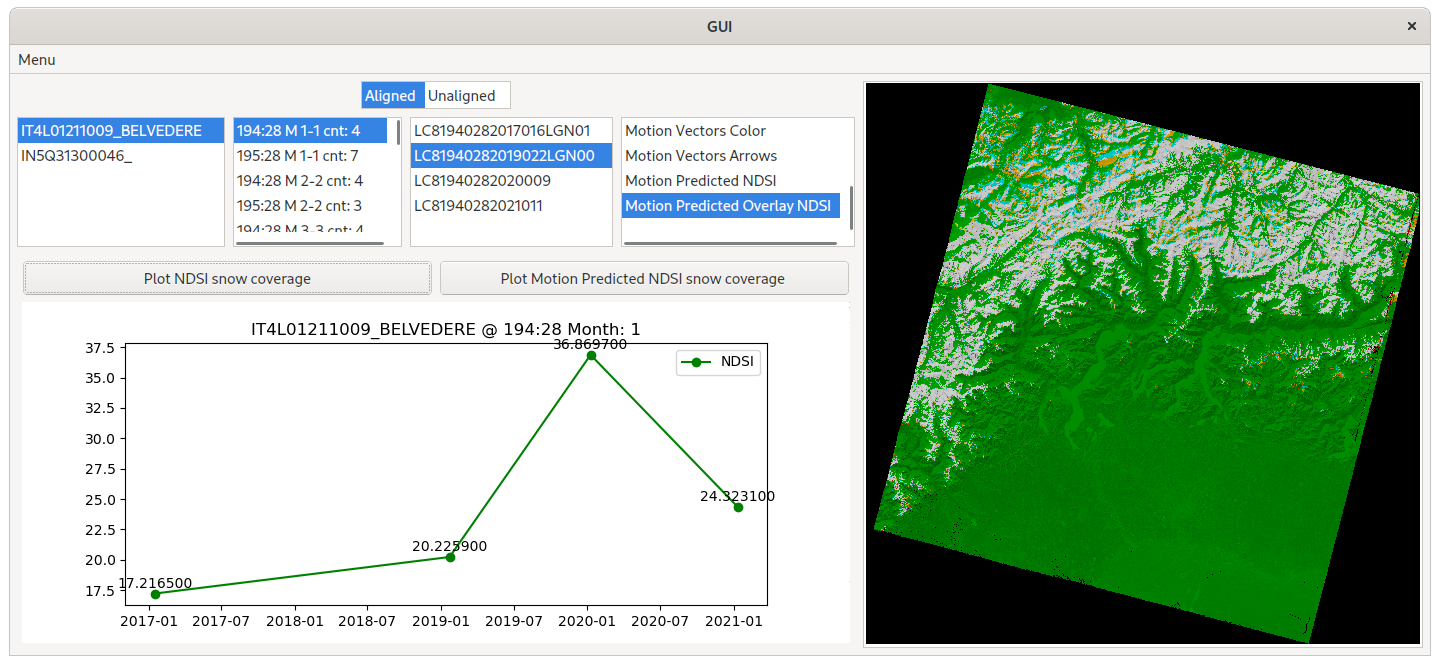 GUI
×
Menu
Aligned Unaligned
IT4L01211009_BELVEDERE
IN5Q31300046_
194:28 M 1-1 cnt: 4
195:28 M 1-1 cnt: 7
194:28 M 2-2 cnt: 4
195:28 M 2-2 cnt: 3
194:28 M 3-3 cnt: 4
LC81940282017016LGN01
LC81940282019022LGN00
LC81940282020009
LC81940282021011
Motion Vectors Color
Motion Vectors Arrows
Motion Predicted NDSI
Motion Predicted Overlay NDSI
Plot NDSI snow coverage
Plot Motion Predicted NDSI snow coverage
IT4L01211009_BELVEDERE @ 194:28 Month: 1
36.869700
NDSI
24.323100
20.225900
17.216500
37.5
35.0
32.5
30.0
27.5
25.0
22.5
20.0
17.5
2017-01 2017-07 2018-01 2018-07 2019-01 2019-07 2020-01 2020-07 2021-01